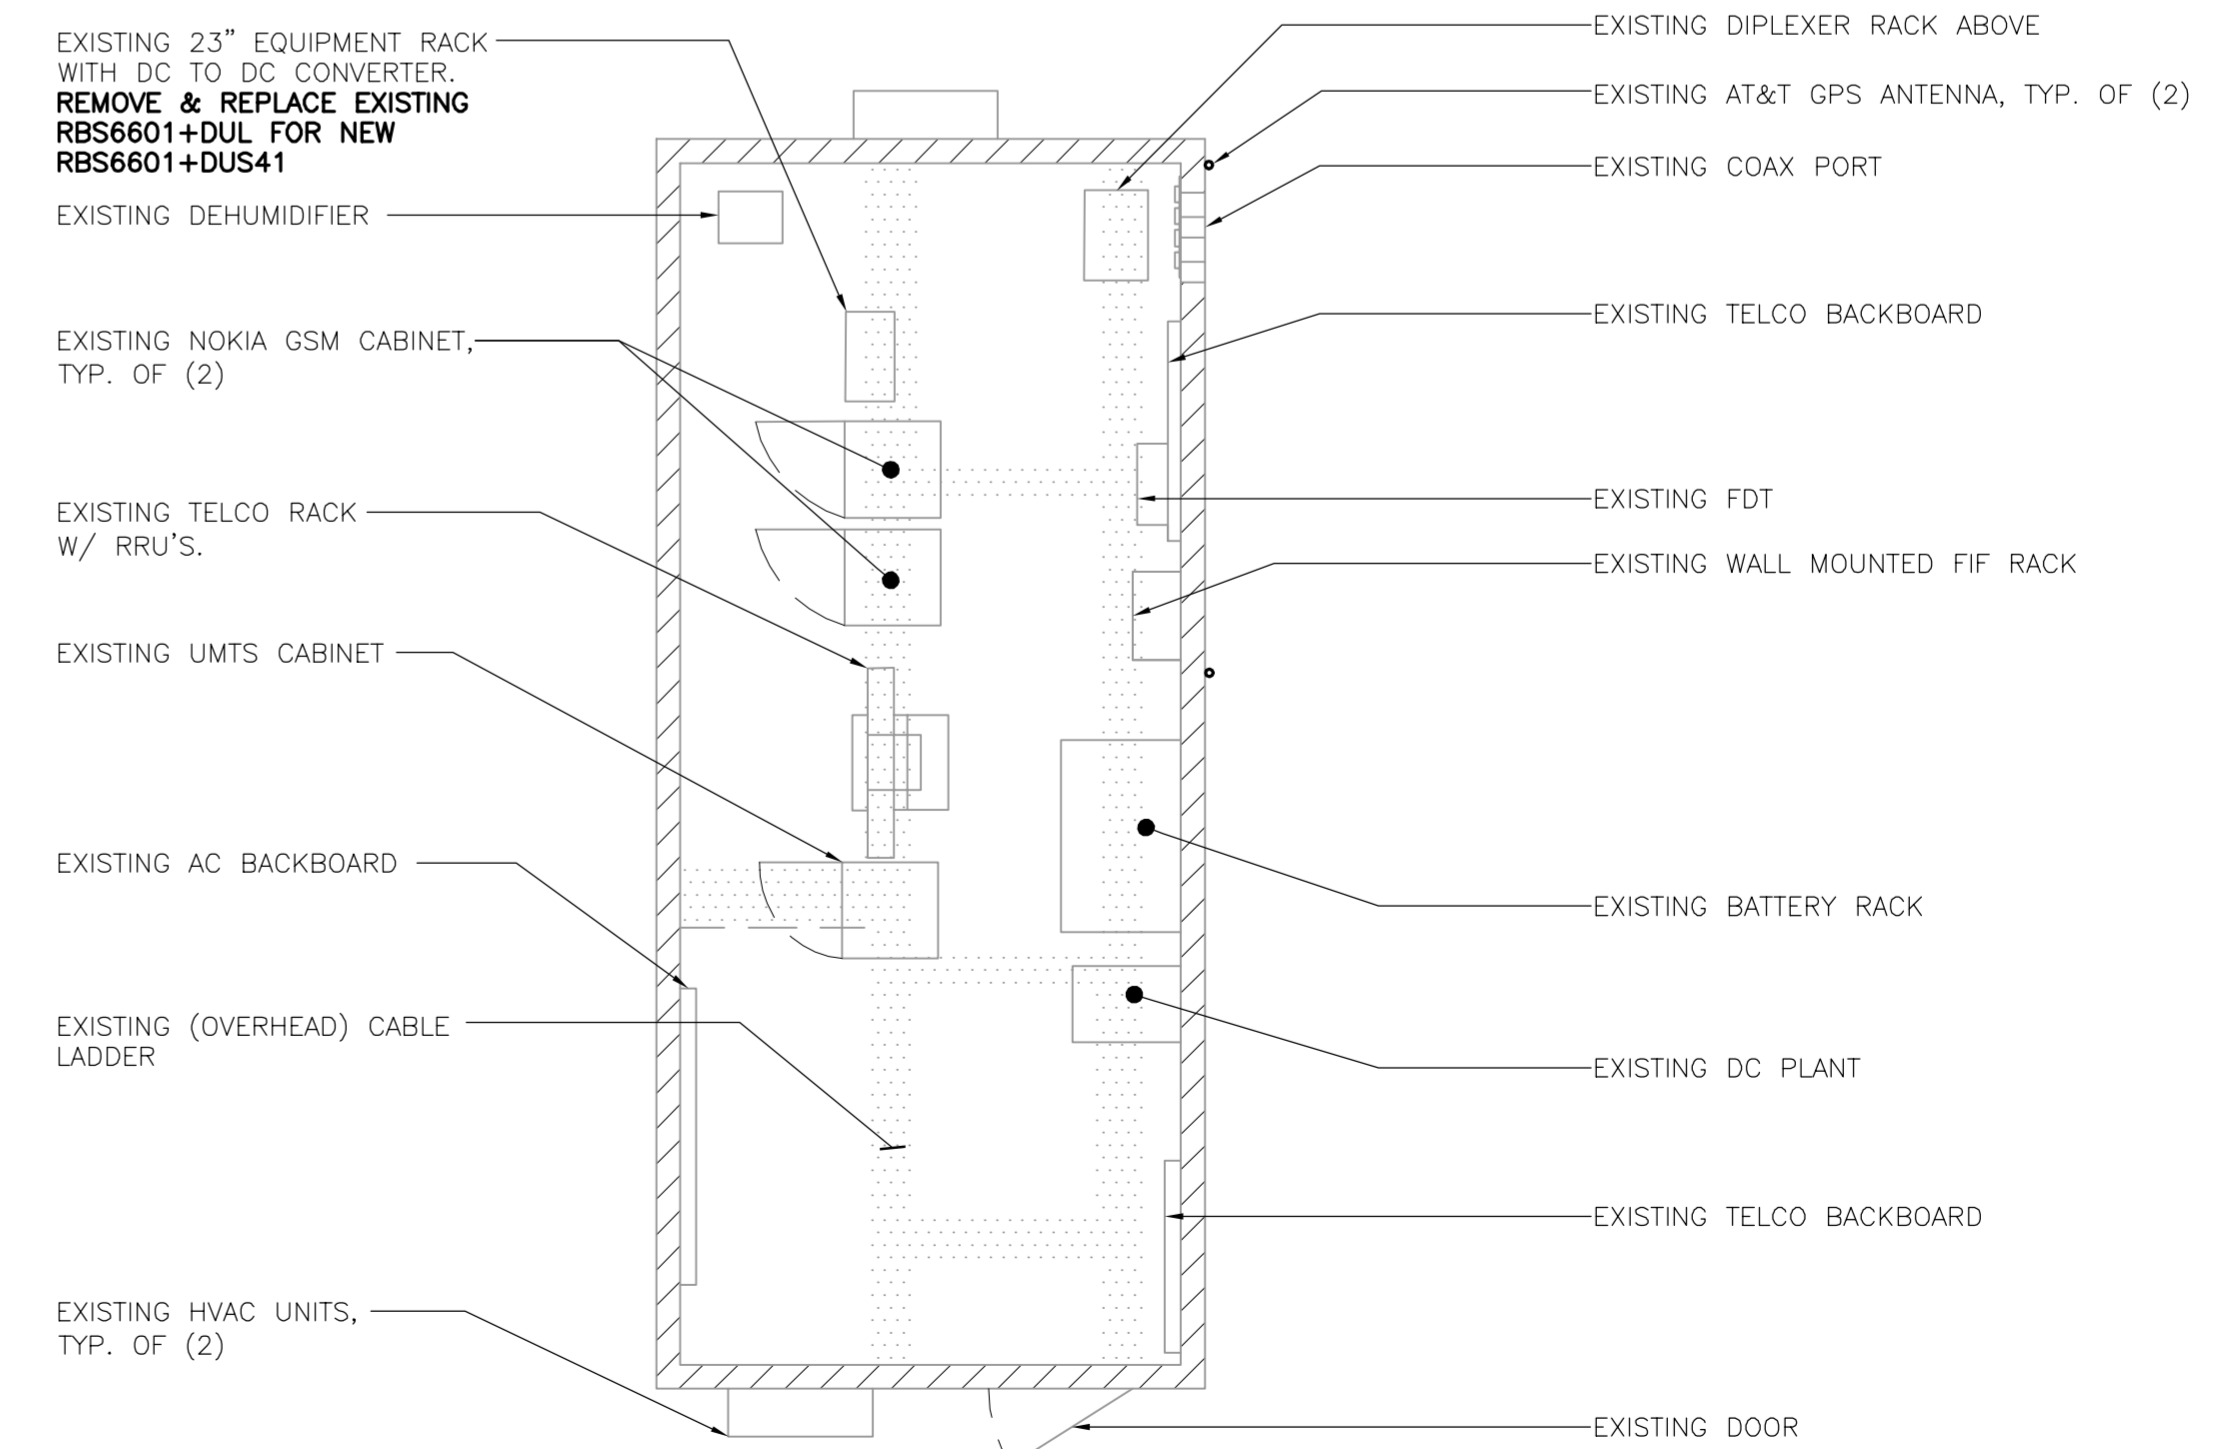 EXISTING 23” EQUIPMENT RACK
WITH DC TO DC CONVERTER.
REMOVE & REPLACE EXISTING
RBS6601+DUL FOR NEW
RBS6601+DUS41
EXISTING DEHUMIDIFIER
EXISTING NOKIA GSM CABINET,
TYP. OF (2)
EXISTING TELCO RACK
W/ RRU’S.
EXISTING UMTS CABINET
EXISTING AC BACKBOARD
EXISTING (OVERHEAD) CABLE
LADDER
EXISTING HVAC UNITS,
TYP. OF (2)
EXISTING DIPLEXER RACK ABOVE
EXISTING AT&T GPS ANTENNA, TYP. OF (2)
EXISTING COAX PORT
EXISTING TELCO BACKBOARD
EXISTING FDT
EXISTING WALL MOUNTED FIF RACK
EXISTING BATTERY RACK
EXISTING DC PLANT
EXISTING TELCO BACKBOARD
EXISTING DOOR